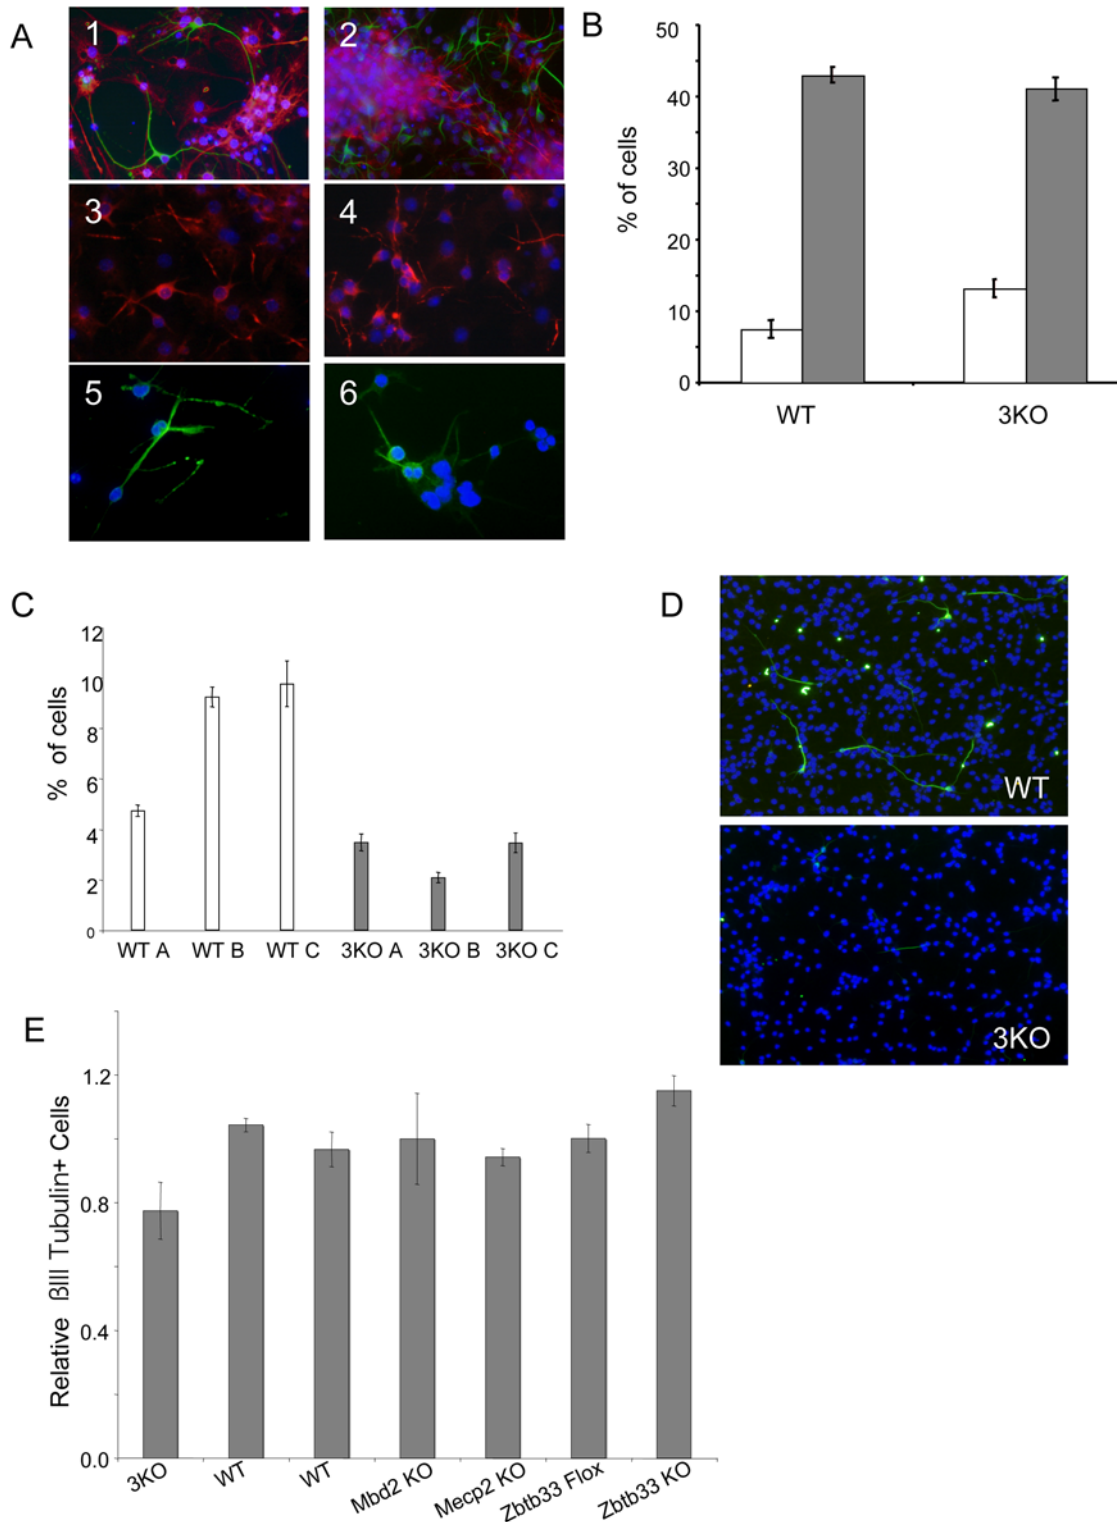 A
1
2
3
4
5
6
B
50
40
30
20
10
0
% of cells
WT
3KO
C
12
10
8
6
4
2
0
% of cells
WT A
WT B
WT C
3KO A
3KO B
3KO C
D
WT
3KO
E
1.2
0.8
0.4
0.0
Relative ßIII Tubulin+ Cells
3KO
WT
WT
Mbd2 KO
Mecp2 KO
Zbtb33 Flox
Zbtb33 KO